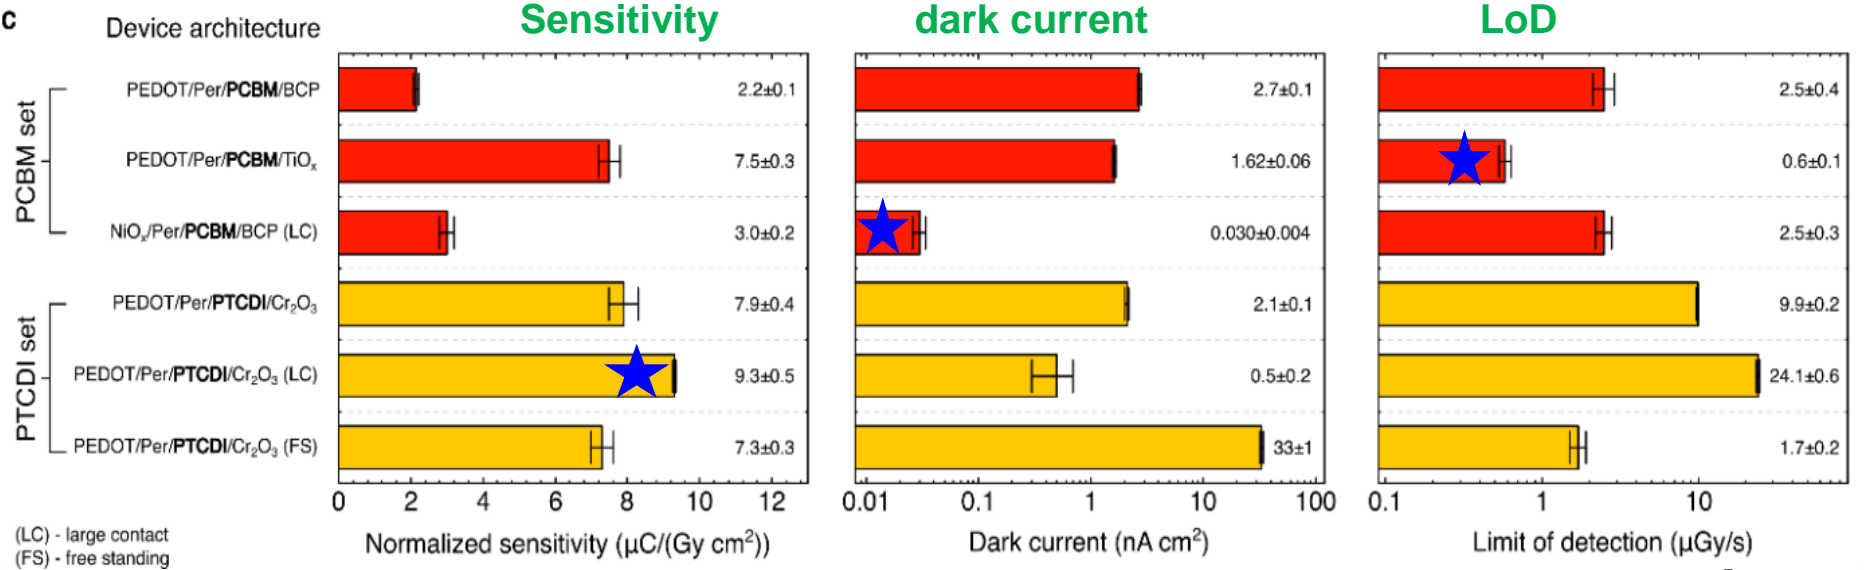 c
Device architecture
Sensitivity
dark current
LoD
PCBM set
PEDOT/Per/PCBM/BCP
2.2±0.1
2.7±0.1
2.5±0.4
PEDOT/Per/PCBM/TiOₓ
7.5±0.3
1.62±0.06
0.6±0.1
NiOₓ/Per/PCBM/BCP (LC)
3.0±0.2
0.030±0.004
2.5±0.3
PTCDI set
PEDOT/Per/PTCDI/Cr₂O₃
7.9±0.4
2.1±0.1
9.9±0.2
PEDOT/Per/PTCDI/Cr₂O₃ (LC)
9.3±0.5
0.5±0.2
24.1±0.6
PEDOT/Per/PTCDI/Cr₂O₃ (FS)
7.3±0.3
33±1
1.7±0.2
0 2 4 6 8 10 12
0.01 0.1 1 10 100
0.1 1 10
Normalized sensitivity (µC/(Gy cm²))
Dark current (nA cm²)
Limit of detection (µGy/s)
(LC) - large contact
(FS) - free standing